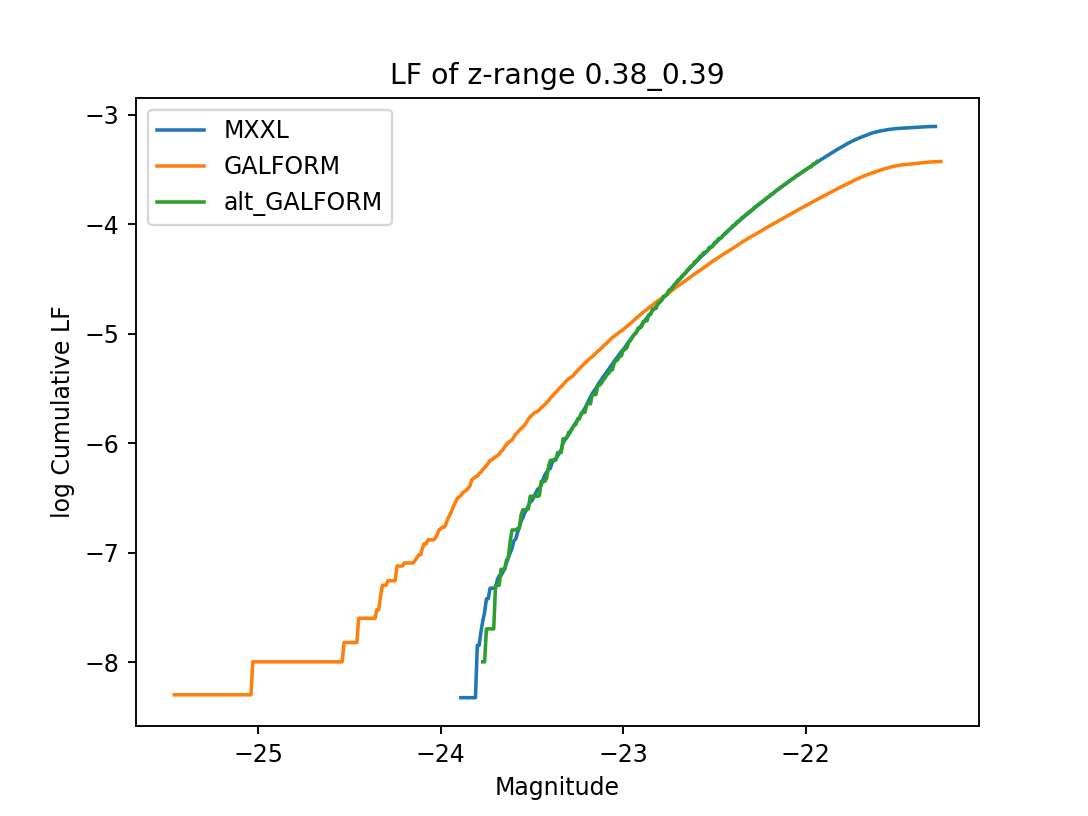 LF of z-range 0.38_0.39
MXXL
GALFORM
alt_GALFORM
−3
−4
−5
−6
−7
−8
log Cumulative LF
−25
−24
−23
−22
Magnitude